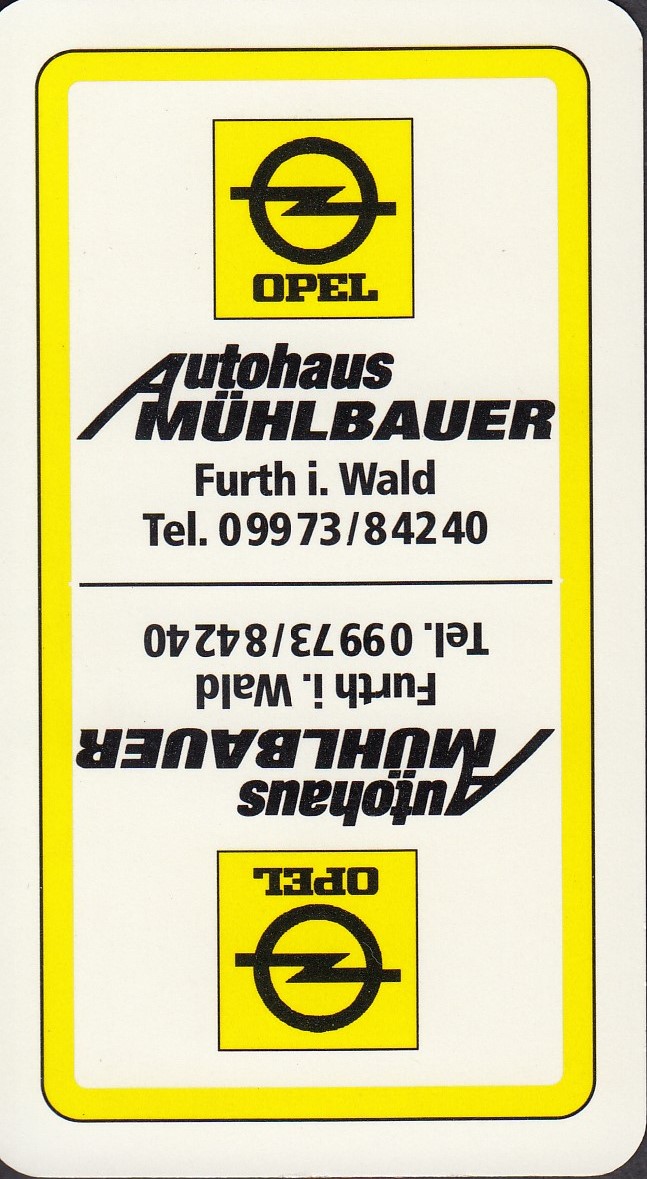 OPEL
Autohaus
MÜHLBAUER
Furth i. Wald
Tel. 09973/84240
Tel. 09973/84240
Furth i. Wald
MÜHLBAUER
Autohaus
OPEL